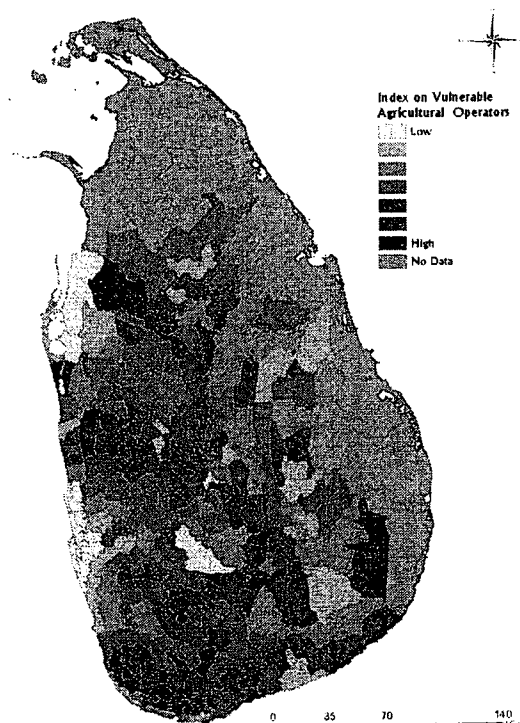 Index on Vulnerable
Agricultural Operators
Low
High
No Data
0 35 70 140